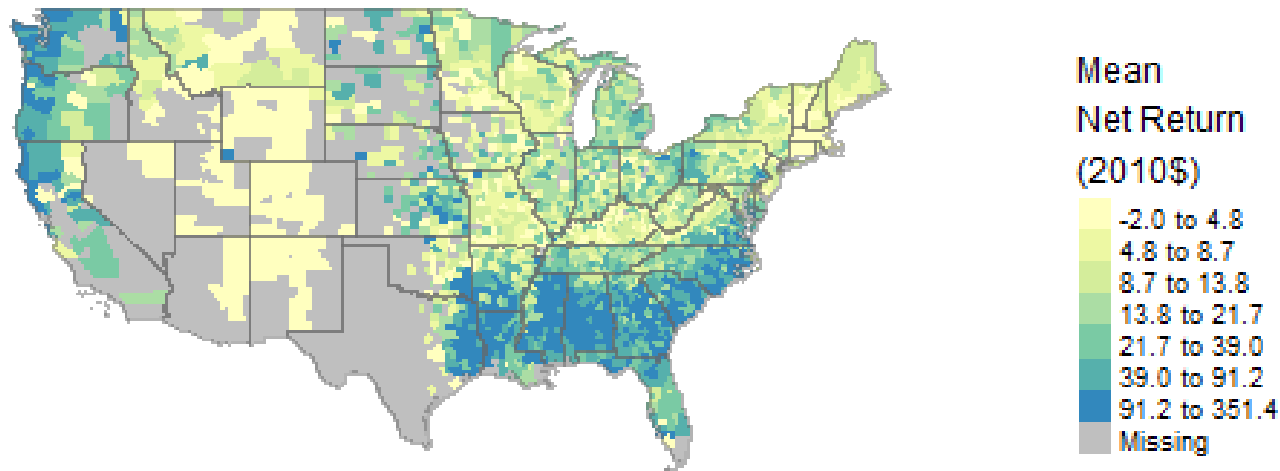 Mean
Net Return
(2010$)
-2.0 to 4.8
4.8 to 8.7
8.7 to 13.8
13.8 to 21.7
21.7 to 39.0
39.0 to 91.2
91.2 to 351.4
Missing